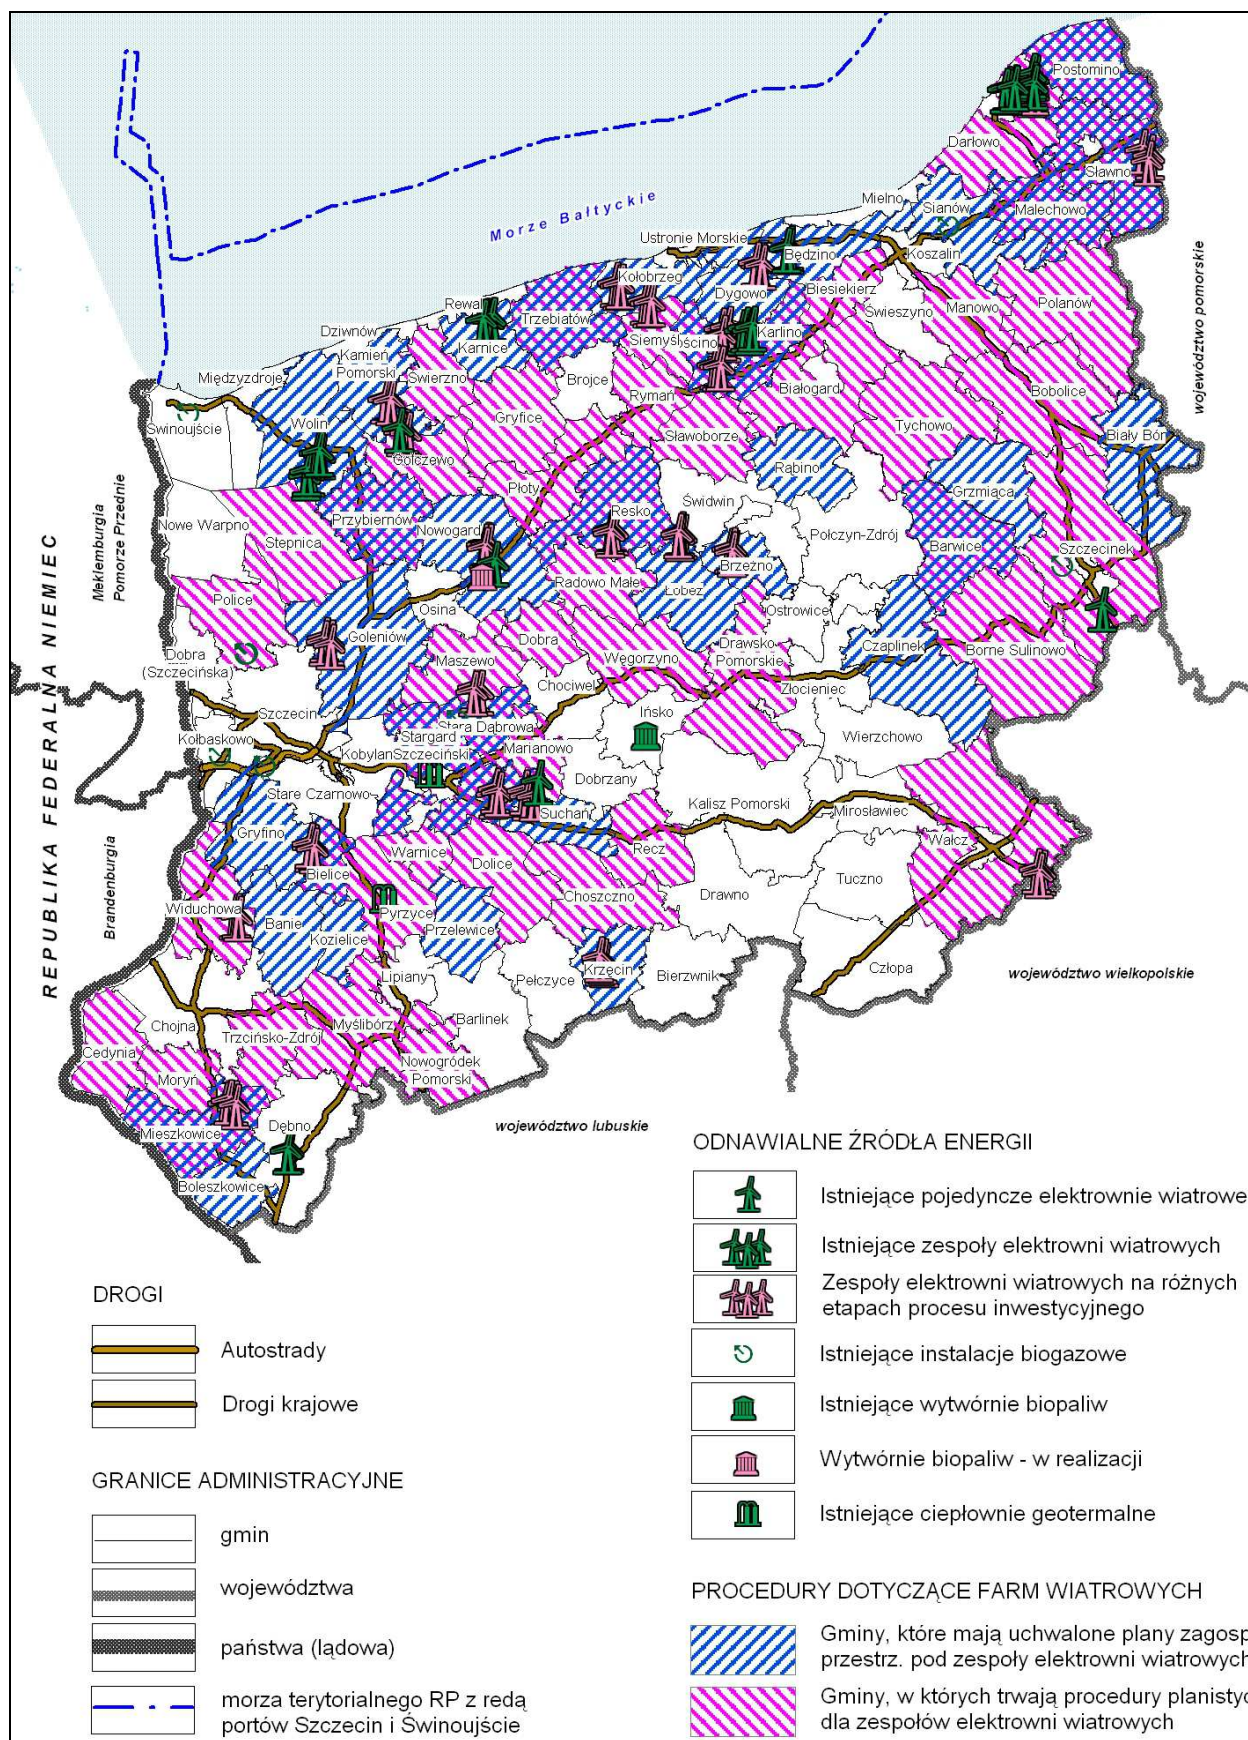 Postomino
Darłowo
Sławno
Mielno
Sianów
Malechowo
Morze Bałtyckie
Ustronie Morskie
Koszalin
Będzino
Kołobrzeg
Dygowo
Biesiekierz
Manowo
Polanów
województwo pomorskie
Rewal
Trzebiatów
Świeszyno
Dziwnów
Karnice
Siemyśl
Karlino
Kamień
Pomorski
Międzyzdroje
Świerzno
Brojce
Rymań
Białogard
Bobolice
Świnoujście
Wolin
Gryfice
Sławoborze
Tychowo
Biały Bór
Golczewo
Rąbino
Płoty
Świdwin
Grzmiąca
Nowe Warpno
Przybiernów
Nowogard
Resko
Połczyn-Zdrój
Stepnica
Barwice
Szczecinek
Brzeżno
Meklemburgia
Pomorze Przednie
Police
Osina
Radowo Małe
Łobez
Ostrowice
Goleniów
Dobra
Drawsko
Pomorskie
Czaplinek
Borne Sulinowo
Dobra
(Szczecińska)
Maszewo
Węgorzyno
Chociwel
Złocieniec
REPUBLIKA FEDERALNA NIEMIEC
Szczecin
Ińsko
Stara Dąbrowa
Wierzchowo
Kołbaskowo
Stargard
Szczeciński
Marianowo
Kobylan
Dobrzany
Stare Czarnowo
Suchań
Kalisz Pomorski
Mirosławiec
Gryfino
Warnice
Recz
Wałcz
Brandenburgia
Bielice
Dolice
Tuczno
Choszczno
Drawno
Widuchowa
Pyrzyce
Banie
Przelewice
Kozielice
Człopa
województwo wielkopolskie
Lipiany
Pełczyce
Krzęcin
Bierzwnik
Chojna
Myślibórz
Barlinek
Trzcińsko-Zdrój
Cedynia
Moryń
Nowogródek
Pomorski
Mieszkowice
Dębno
województwo lubuskie
Boleszkowice
ODNAWIALNE ŹRÓDŁA ENERGII
Istniejące pojedyncze elektrownie wiatrowe
Istniejące zespoły elektrowni wiatrowych
Zespoły elektrowni wiatrowych na różnych
etapach procesu inwestycyjnego
Istniejące instalacje biogazowe
Istniejące wytwórnie biopaliw
Wytwórnie biopaliw - w realizacji
Istniejące ciepłownie geotermalne
DROGI
Autostrady
Drogi krajowe
GRANICE ADMINISTRACYJNE
gmin
województwa
państwa (lądowa)
morza terytorialnego RP z redą
portów Szczecin i Świnoujście
PROCEDURY DOTYCZĄCE FARM WIATROWYCH
Gminy, które mają uchwalone plany zagosp
przestrz. pod zespoły elektrowni wiatrowych
Gminy, w których trwają procedury planistyc
dla zespołów elektrowni wiatrowych